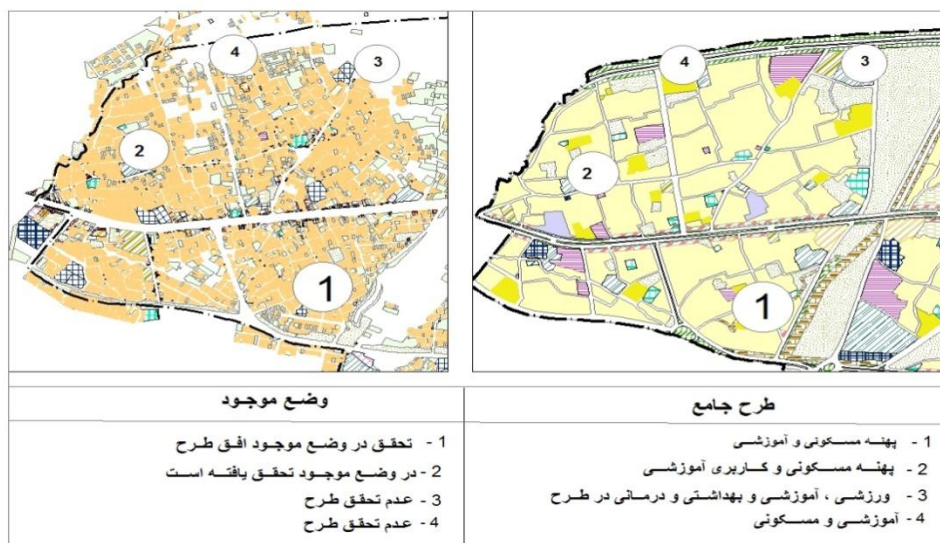 4
3
2
1
4
3
2
1
طرح جامع
1 - پهنه مسکونی و آموزشی
2 - پهنه مسکونی و کاربری آموزشی
3 - ورزشی ، آموزشی و بهداشتی و درمانی در طرح
4 - آموزشی و مسکونی
وضع موجود
1 - تحقق در وضع موجود افق طرح
2 - در وضع موجود تحقق یافته است
3 - عدم تحقق طرح
4 - عدم تحقق طرح